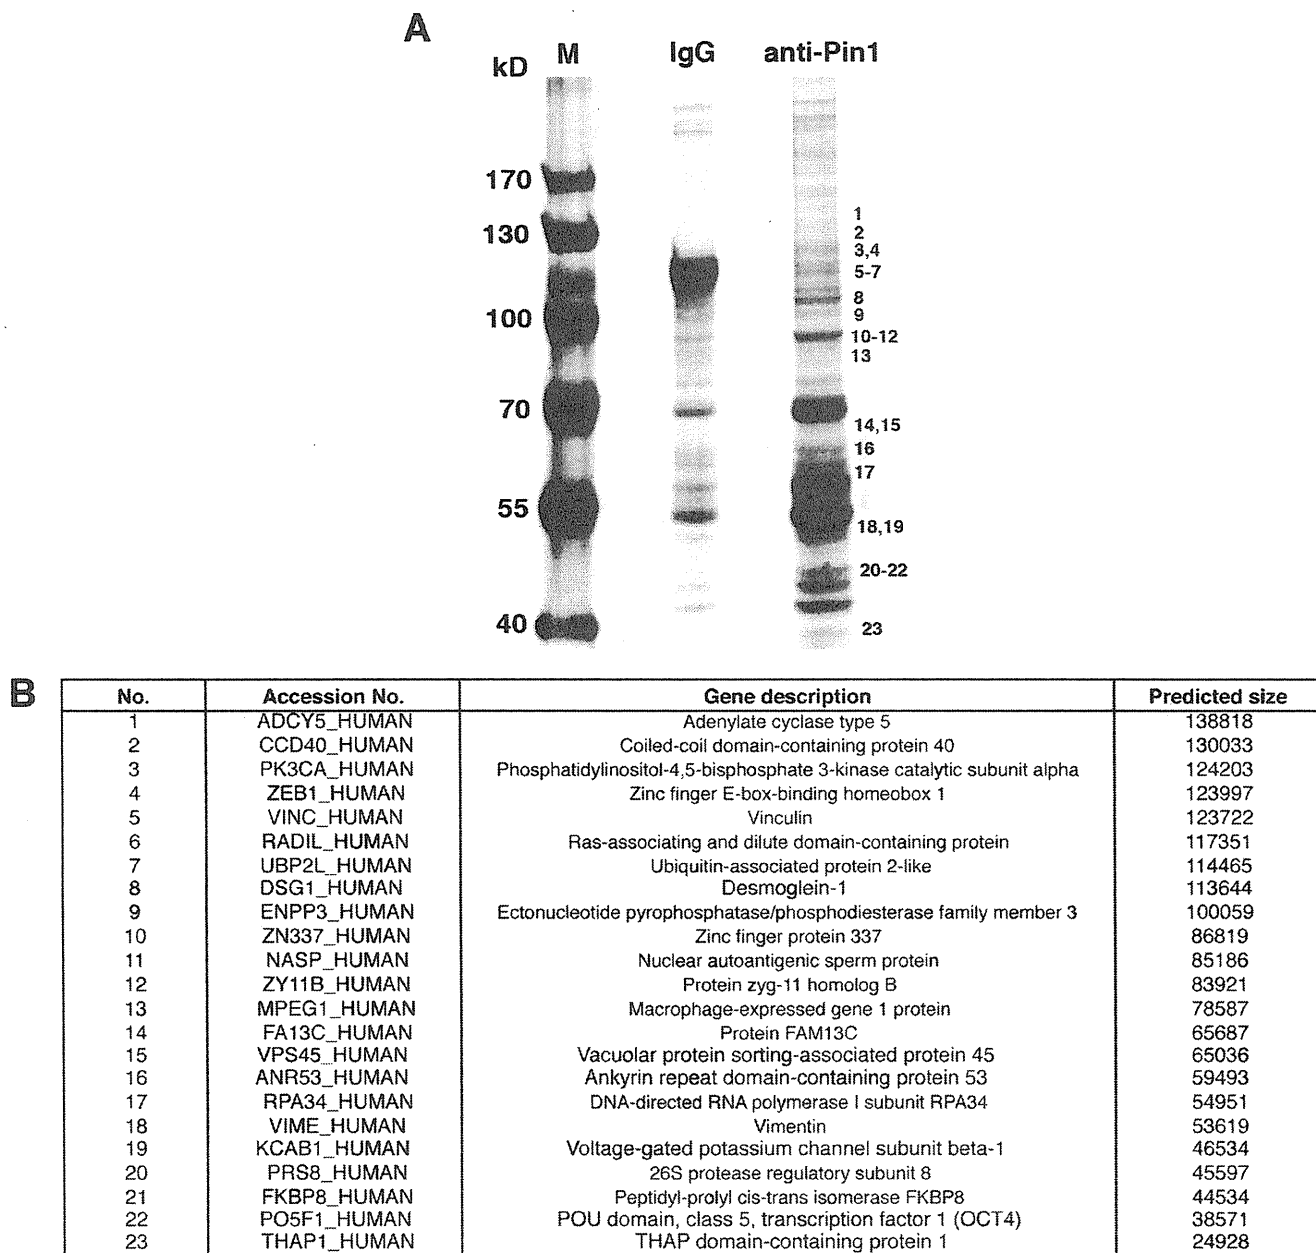 A
kD M IgG anti-Pin1
170
130
100
70
55
40
1
2
3,4
5-7
8
9
10-12
13
14,15
16
17
18,19
20-22
23
B
No. Accession No. Gene description Predicted size
1 ADCY5_HUMAN Adenylate cyclase type 5 138818
2 CCD40_HUMAN Coiled-coil domain-containing protein 40 130033
3 PK3CA_HUMAN Phosphatidylinositol-4,5-bisphosphate 3-kinase catalytic subunit alpha 124203
4 ZEB1_HUMAN Zinc finger E-box-binding homeobox 1 123997
5 VINC_HUMAN Vinculin 123722
6 RADIL_HUMAN Ras-associating and dilute domain-containing protein 117351
7 UBP2L_HUMAN Ubiquitin-associated protein 2-like 114465
8 DSG1_HUMAN Desmoglein-1 113644
9 ENPP3_HUMAN Ectonucleotide pyrophosphatase/phosphodiesterase family member 3 100059
10 ZN337_HUMAN Zinc finger protein 337 86819
11 NASP_HUMAN Nuclear autoantigenic sperm protein 85186
12 ZY11B_HUMAN Protein zyg-11 homolog B 83921
13 MPEG1_HUMAN Macrophage-expressed gene 1 protein 78587
14 FA13C_HUMAN Protein FAM13C 65687
15 VPS45_HUMAN Vacuolar protein sorting-associated protein 45 65036
16 ANR53_HUMAN Ankyrin repeat domain-containing protein 53 59493
17 RPA34_HUMAN DNA-directed RNA polymerase I subunit RPA34 54951
18 VIME_HUMAN Vimentin 53619
19 KCAB1_HUMAN Voltage-gated potassium channel subunit beta-1 46534
20 PRS8_HUMAN 26S protease regulatory subunit 8 45597
21 FKBP8_HUMAN Peptidyl-prolyl cis-trans isomerase FKBP8 44534
22 PO5F1_HUMAN POU domain, class 5, transcription factor 1 (OCT4) 38571
23 THAP1_HUMAN THAP domain-containing protein 1 24928